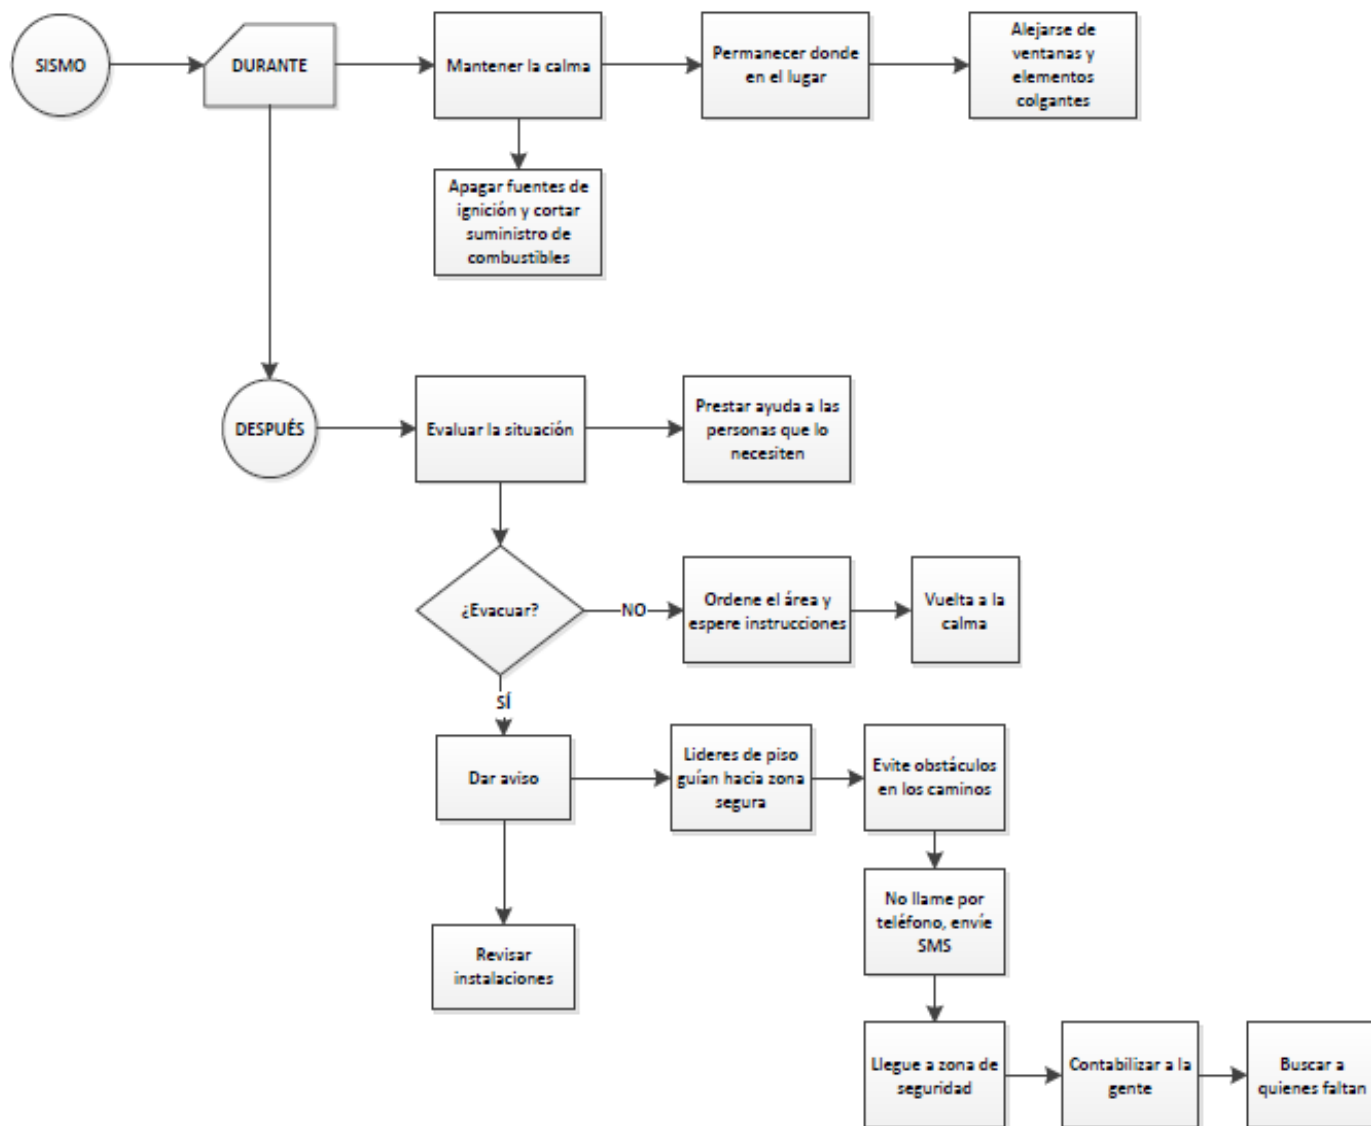 SISMO
DURANTE
Mantener la calma
Permanecer donde
en el lugar
Alejarse de
ventanas y
elementos
colgantes
Apagar fuentes de
ignición y cortar
suministro de
combustibles
DESPUÉS
Evaluar la situación
Prestar ayuda a las
personas que lo
necesiten
¿Evacuar?
NO
Ordene el área y
espere instrucciones
Vuelta a la
calma
SÍ
Dar aviso
Lideres de piso
guían hacia zona
segura
Evite obstáculos
en los caminos
No llame por
teléfono, envíe
SMS
Revisar
instalaciones
Llegue a zona de
seguridad
Contabilizar a la
gente
Buscar a
quienes faltan